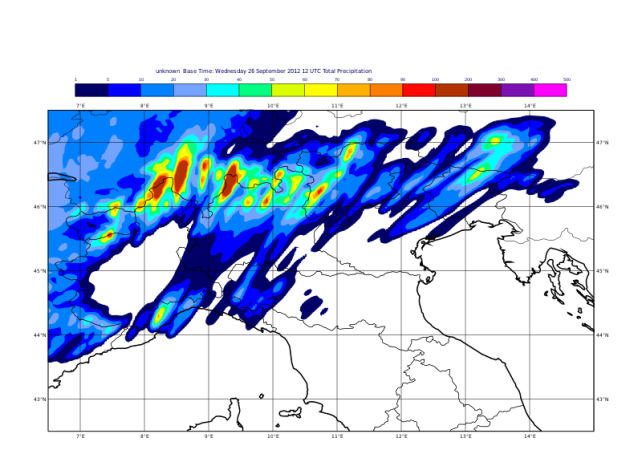 unknown Base Time: Wednesday 26 September 2012 12 UTC Total Precipitation
1 5 10 20 30 40 50 60 70 80 90 100 200 300 400 500
7°E 8°E 9°E 10°E 11°E 12°E 13°E 14°E
47°N 47°N
46°N 46°N
45°N 45°N
44°N 44°N
43°N 43°N
7°E 8°E 9°E 10°E 11°E 12°E 13°E 14°E